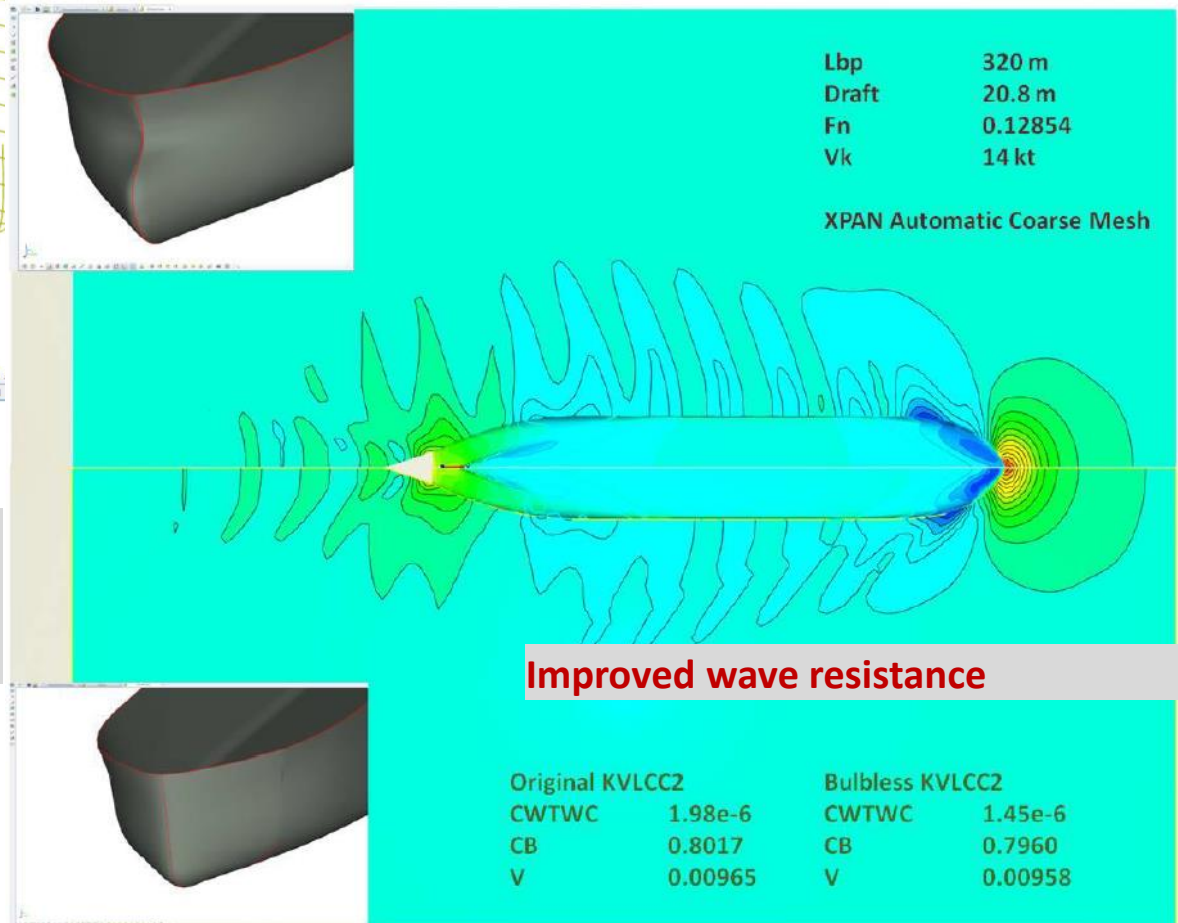 Lbp 320 m
Draft 20.8 m
Fn 0.12854
Vk 14 kt
XPAN Automatic Coarse Mesh
Improved wave resistance
Original KVLCC2 Bulbless KVLCC2
CWTWC 1.98e-6 CWTWC 1.45e-6
CB 0.8017 CB 0.7960
V 0.00965 V 0.00958